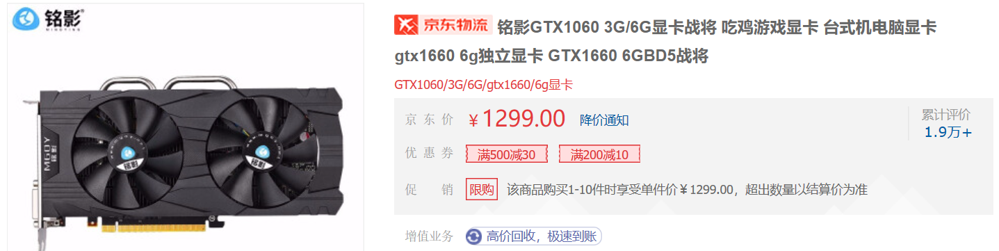 铭影®
MINGYING
MGDY
铭影
铭影
铭影
京东物流 铭影GTX1060 3G/6G显卡战将 吃鸡游戏显卡 台式机电脑显卡
gtx1660 6g独立显卡 GTX1660 6GBD5战将
GTX1060/3G/6G/gtx1660/6g显卡
京东价 ￥1299.00 降价通知
累计评价
1.9万+
优惠券 满500减30 满200减10
促销 限购 该商品购买1-10件时享受单件价￥1299.00，超出数量以结算价为准
增值业务 高价回收，极速到账